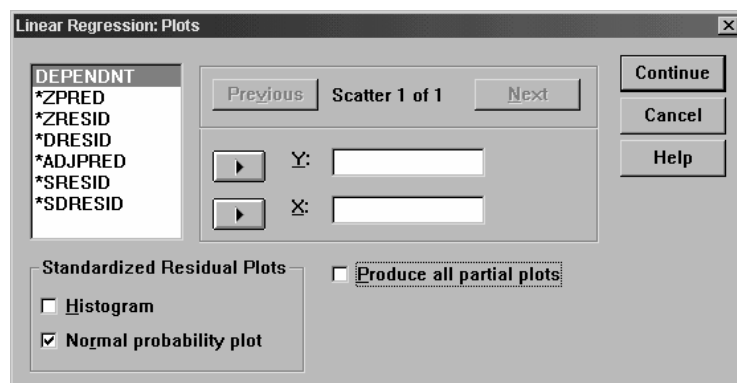 Linear Regression: Plots
DEPENDNT
*ZPRED
*ZRESID
*DRESID
*ADJPRED
*SRESID
*SDRESID
Previous
Scatter 1 of 1
Next
Y:
X:
Continue
Cancel
Help
Standardized Residual Plots
Histogram
Normal probability plot
Produce all partial plots